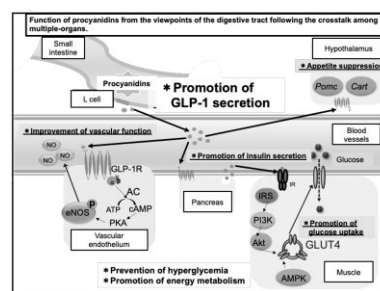 Function of procyanidins from the viewpoints of the digestive tract following the crosstalk among
multiple-organs.
Small
intestine
Hypothalamus
* Appetite suppression
Procyanidins
L cell
* Promotion of
GLP-1 secretion
Pomc
Cart
Blood
vessels
* Improvement of vascular function
NO
NO
NO
NO
* Promotion of insulin secretion
Glucose
GLP-1R
IR
AC
ATP
cAMP
PKA
eNOS
P
Pancreas
IRS
PI3K
Akt
* Promotion of
glucose uptake
GLUT4
Vascular
endothelium
AMPK
Muscle
* Prevention of hyperglycemia
* Promotion of energy metabolism